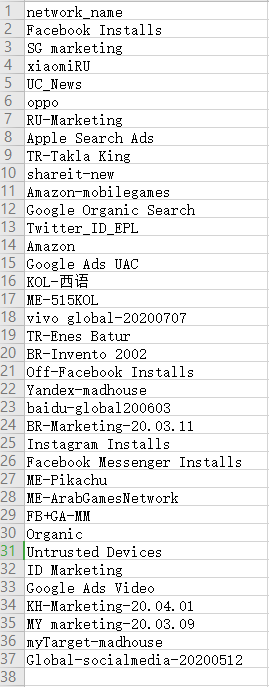 1 network_name
2 Facebook Installs
3 SG marketing
4 xiaomiRU
5 UC_News
6 oppo
7 RU-Marketing
8 Apple Search Ads
9 TR-Takla King
10 shareit-new
11 Amazon-mobilegames
12 Google Organic Search
13 Twitter_ID_EPL
14 Amazon
15 Google Ads UAC
16 KOL-西语
17 ME-515KOL
18 vivo global-20200707
19 TR-Enes Batur
20 BR-Invento 2002
21 Off-Facebook Installs
22 Yandex-madhouse
23 baidu-global200603
24 BR-Marketing-20.03.11
25 Instagram Installs
26 Facebook Messenger Installs
27 ME-Pikachu
28 ME-ArabGamesNetwork
29 FB+GA-MM
30 Organic
31 Untrusted Devices
32 ID Marketing
33 Google Ads Video
34 KH-Marketing-20.04.01
35 MY marketing-20.03.09
36 myTarget-madhouse
37 Global-socialmedia-20200512
38